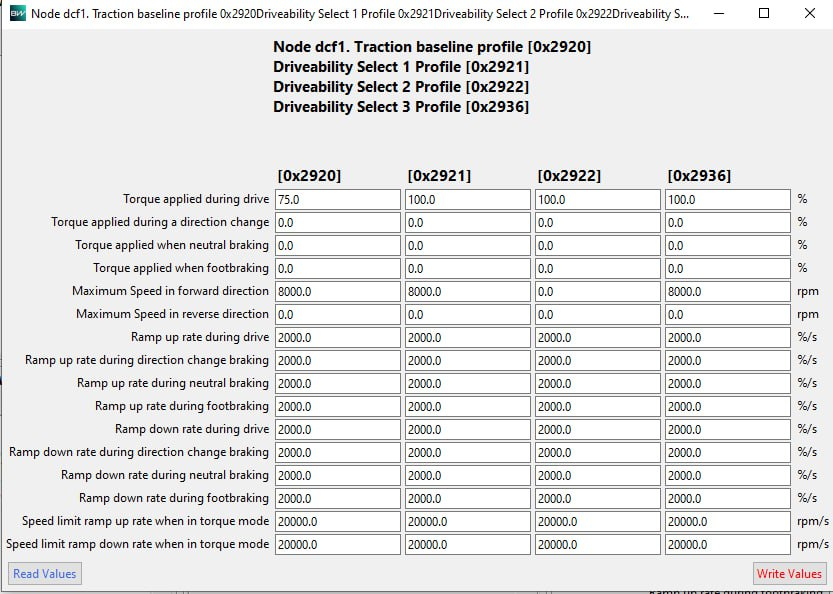 BW Node dcf1. Traction baseline profile 0x2920Driveability Select 1 Profile 0x2921Driveability Select 2 Profile 0x2922Driveability S...
Node dcf1. Traction baseline profile [0x2920]
Driveability Select 1 Profile [0x2921]
Driveability Select 2 Profile [0x2922]
Driveability Select 3 Profile [0x2936]
[0x2920] [0x2921] [0x2922] [0x2936]
Torque applied during drive 75.0 100.0 100.0 100.0 %
Torque applied during a direction change 0.0 0.0 0.0 0.0 %
Torque applied when neutral braking 0.0 0.0 0.0 0.0 %
Torque applied when footbraking 0.0 0.0 0.0 0.0 %
Maximum Speed in forward direction 8000.0 8000.0 0.0 8000.0 rpm
Maximum Speed in reverse direction 0.0 0.0 0.0 0.0 rpm
Ramp up rate during drive 2000.0 2000.0 2000.0 2000.0 %/s
Ramp up rate during direction change braking 2000.0 2000.0 2000.0 2000.0 %/s
Ramp up rate during neutral braking 2000.0 2000.0 2000.0 2000.0 %/s
Ramp up rate during footbraking 2000.0 2000.0 2000.0 2000.0 %/s
Ramp down rate during drive 2000.0 2000.0 2000.0 2000.0 %/s
Ramp down rate during direction change braking 2000.0 2000.0 2000.0 2000.0 %/s
Ramp down rate during neutral braking 2000.0 2000.0 2000.0 2000.0 %/s
Ramp down rate during footbraking 2000.0 2000.0 2000.0 2000.0 %/s
Speed limit ramp up rate when in torque mode 20000.0 20000.0 20000.0 20000.0 rpm/s
Speed limit ramp down rate when in torque mode 20000.0 20000.0 20000.0 20000.0 rpm/s
Read Values Write Values